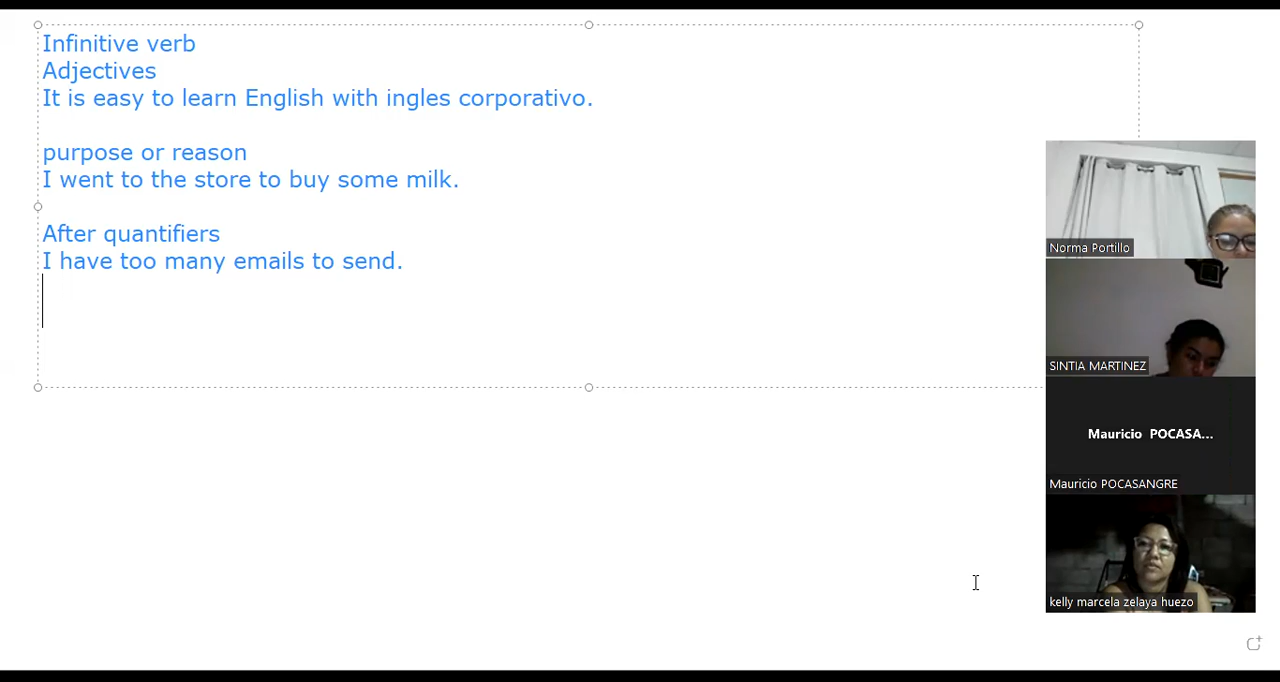 Infinitive verb
Adjectives
It is easy to learn English with ingles corporativo.
purpose or reason
I went to the store to buy some milk.
After quantifiers
I have too many emails to send.
Norma Portillo
SINTIA MARTINEZ
Mauricio POCASA...
Mauricio POCASANGRE
kelly marcela zelaya huezo